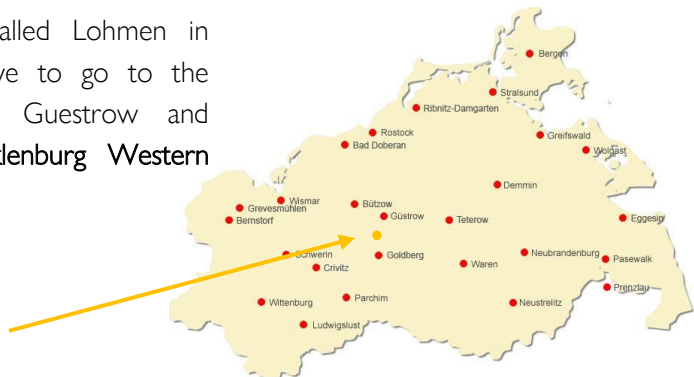 alled Lohmen in
ve to go to the
Guestrow and
klenburg Western
Bergen
Stralsund
Ribnitz-Damgarten
Rostock
Greifswald
Bad Doberan
Wolgast
Demmin
Wismar
Bützow
Grevesmühlen
Güstrow
Bernstorf
Teterow
Eggesin
Schwerin
Goldberg
Neubrandenburg
Pasewalk
Crivitz
Waren
Prenzlau
Parchim
Wittenburg
Neustrelitz
Ludwigslust